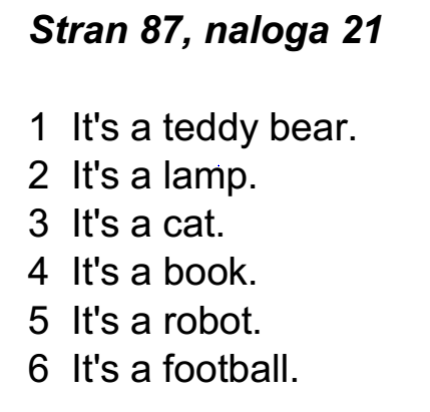 Stran 87, naloga 21
1 It's a teddy bear.
2 It's a lamp.
3 It's a cat.
4 It's a book.
5 It's a robot.
6 It's a football.